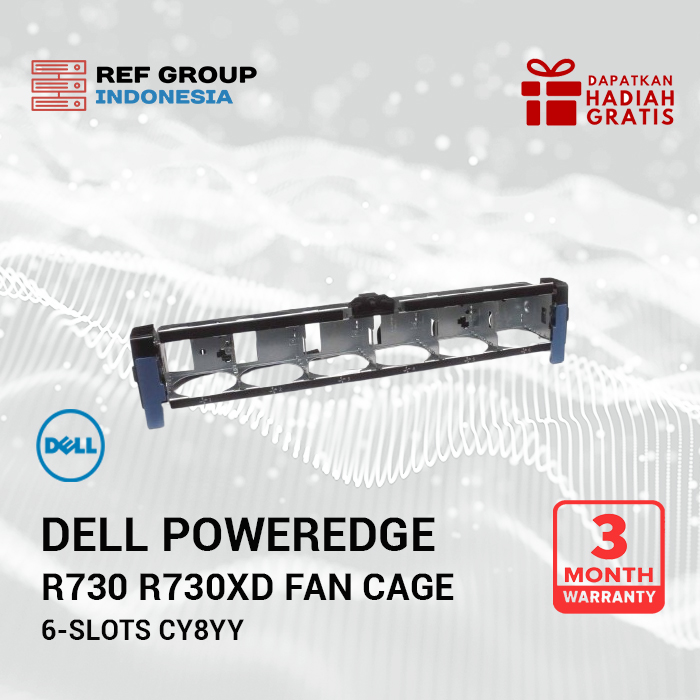 REF GROUP
INDONESIA
DAPATKAN
HADIAH
GRATIS
DELL
DELL POWEREDGE
R730 R730XD FAN CAGE
6-SLOTS CY8YY
3
MONTH
WARRANTY